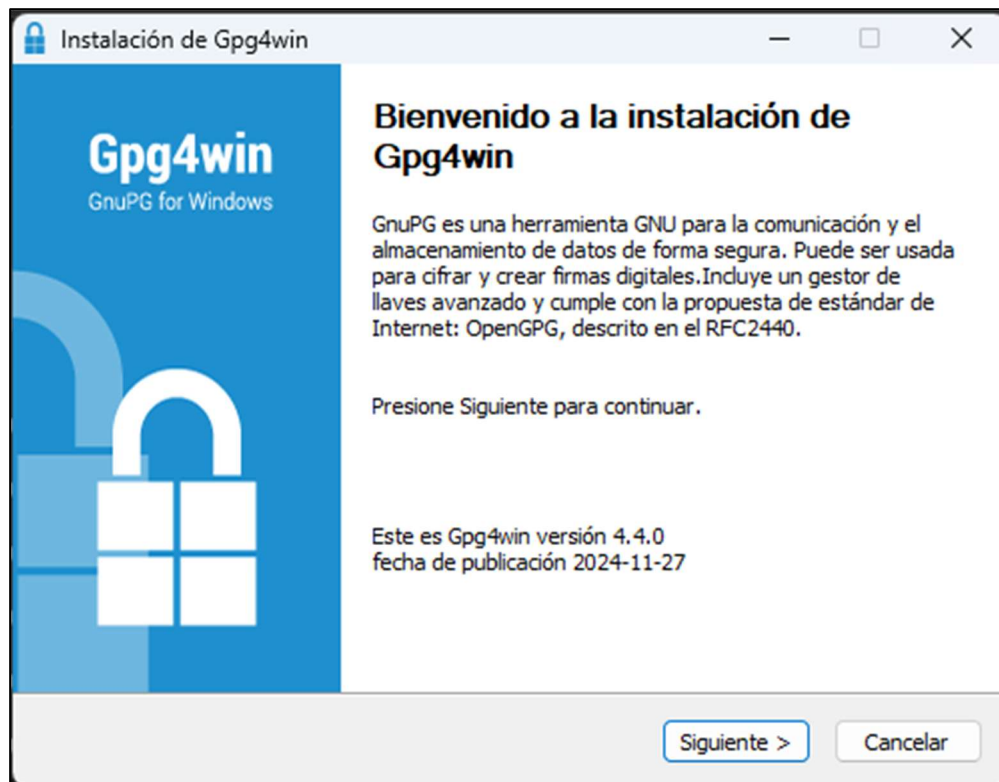 Instalación de Gpg4win
Gpg4win
GnuPG for Windows
Bienvenido a la instalación de
Gpg4win
GnuPG es una herramienta GNU para la comunicación y el
almacenamiento de datos de forma segura. Puede ser usada
para cifrar y crear firmas digitales.Incluye un gestor de
llaves avanzado y cumple con la propuesta de estándar de
Internet: OpenGPG, descrito en el RFC2440.
Presione Siguiente para continuar.
Este es Gpg4win versión 4.4.0
fecha de publicación 2024-11-27
Siguiente >
Cancelar